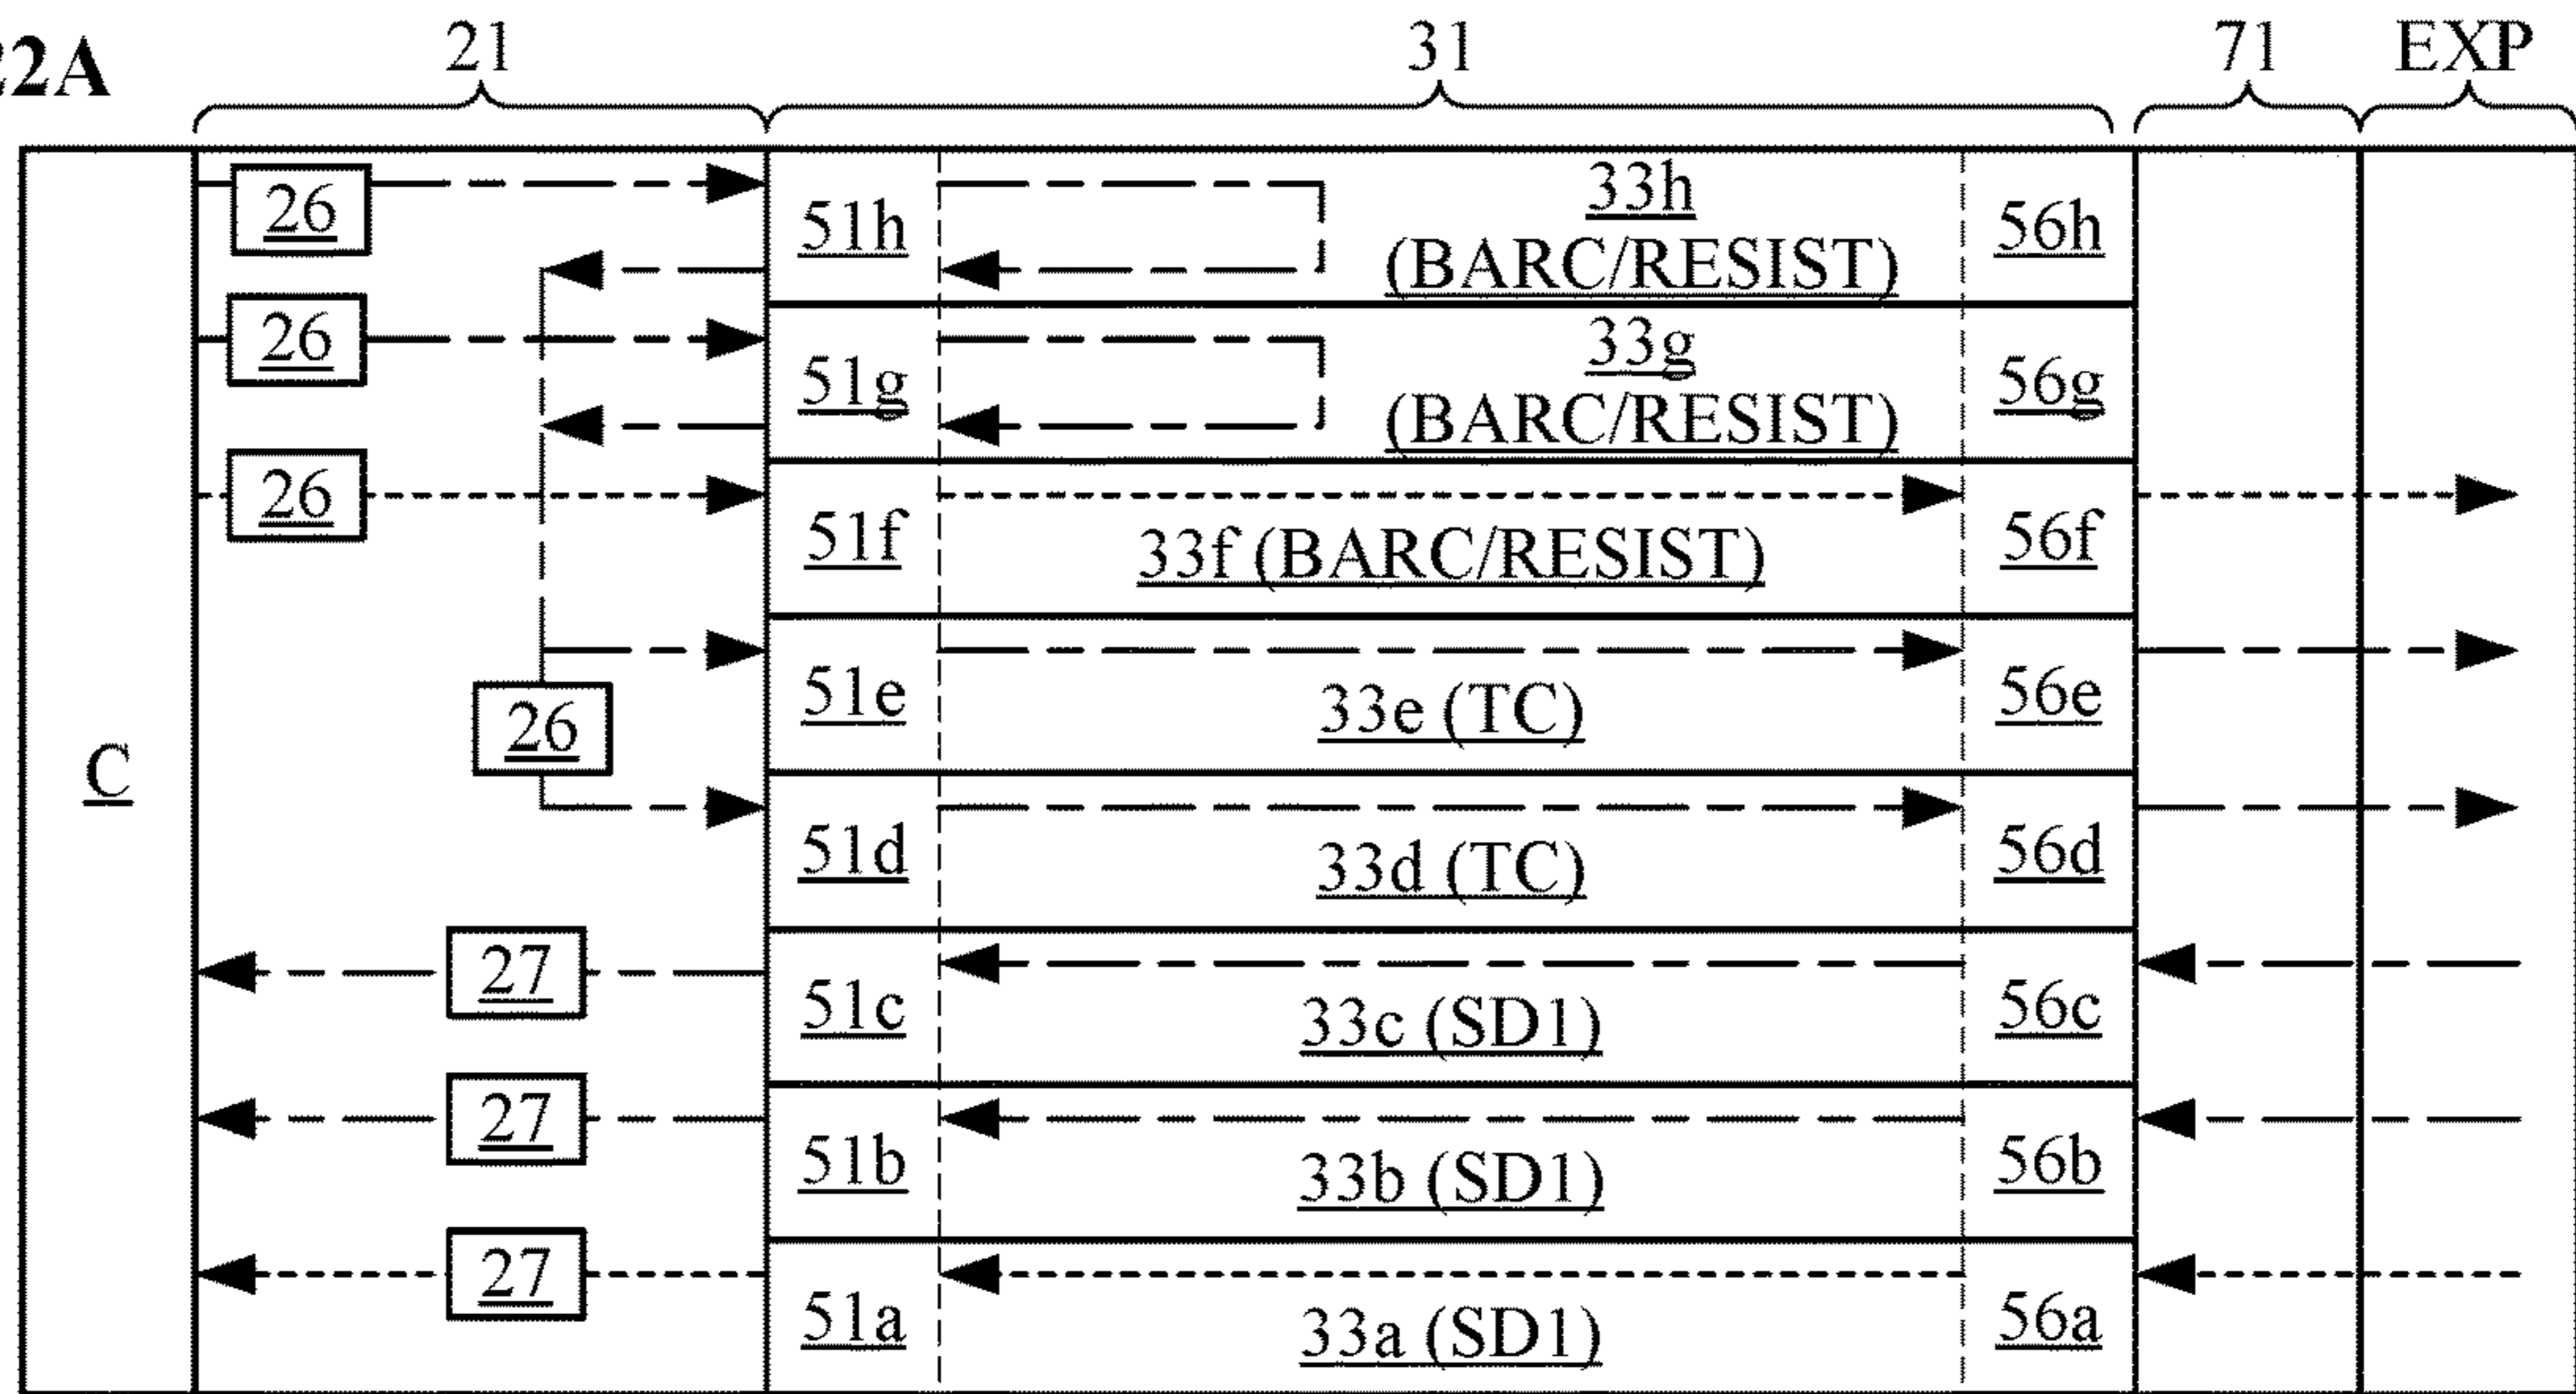 22A
21 31 71 EXP
C
26 51h 33h (BARC/RESIST) 56h
26 51g 33g (BARC/RESIST) 56g
26 51f 33f (BARC/RESIST) 56f
26 51e 33e (TC) 56e
51d 33d (TC) 56d
27 51c 33c (SD1) 56c
27 51b 33b (SD1) 56b
27 51a 33a (SD1) 56a